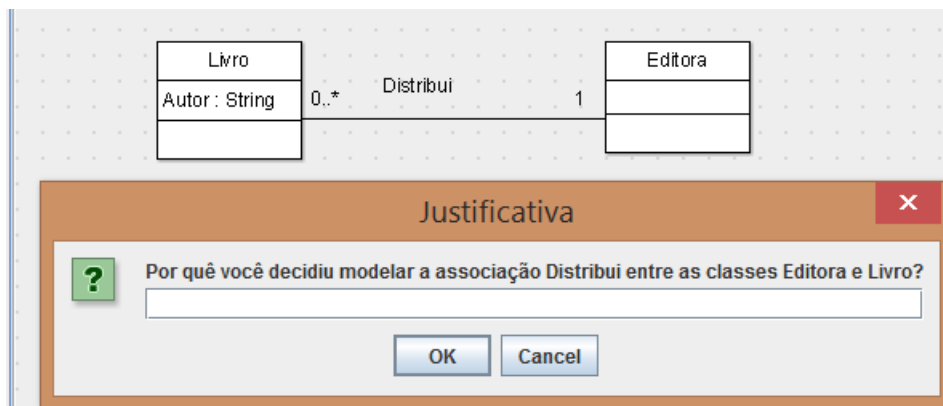 Livro
Editora
Autor : String
0..*
Distribui
1
Justificativa
X
?
Por quê você decidiu modelar a associação Distribui entre as classes Editora e Livro?
OK
Cancel